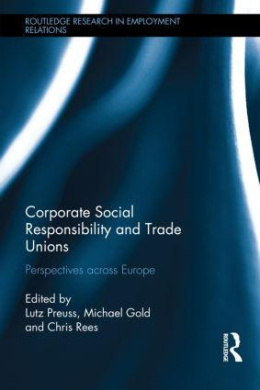 ROUTLEDGE RESEARCH IN EMPLOYMENT
RELATIONS
Corporate Social
Responsibility and Trade
Unions
Perspectives across Europe
Edited by
Lutz Preuss, Michael Gold
and Chris Rees
Routledge